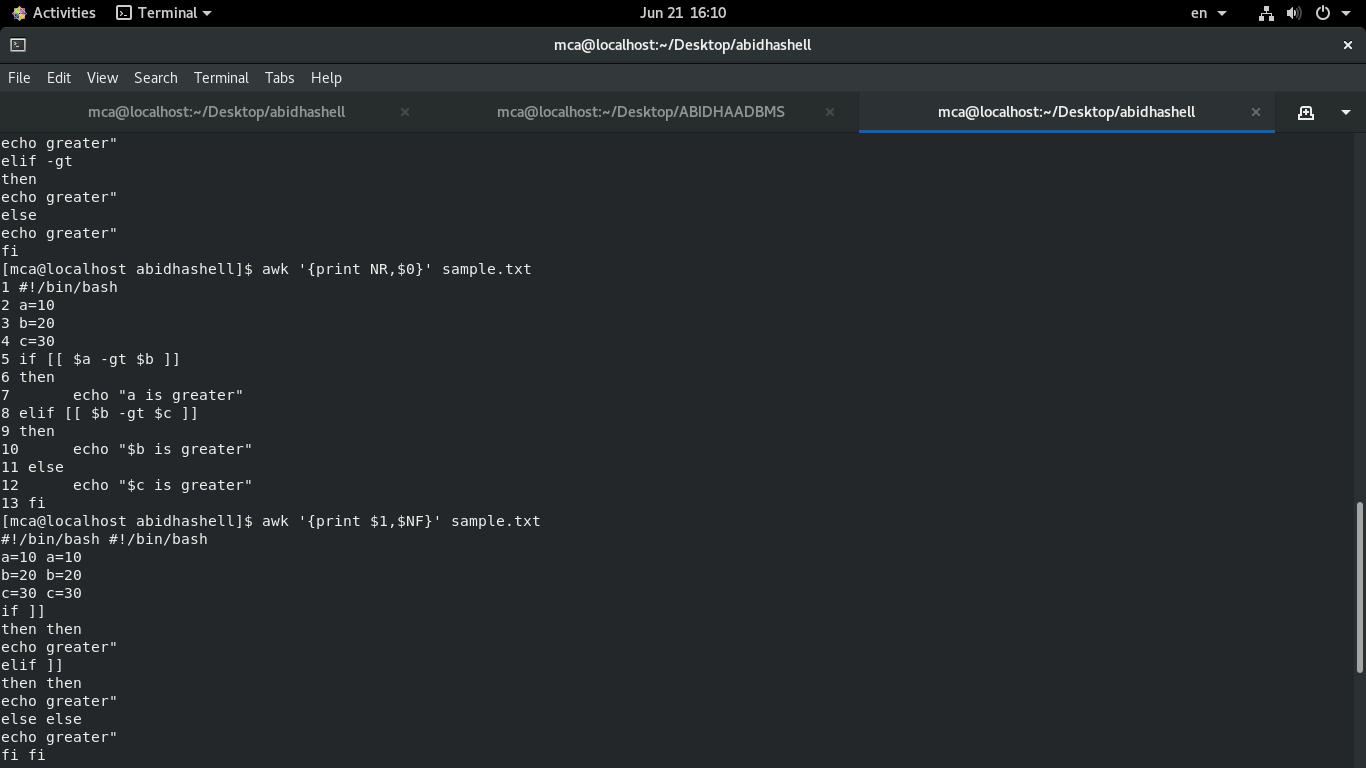 Activities Terminal Jun 21 16:10 en
mca@localhost:~/Desktop/abidhashell ×
File Edit View Search Terminal Tabs Help
mca@localhost:~/Desktop/abidhashell × mca@localhost:~/Desktop/ABIDHAADBMS × mca@localhost:~/Desktop/abidhashell ×
echo greater"
elif -gt
then
echo greater"
else
echo greater"
fi
[mca@localhost abidhashell]$ awk '{print NR,$0}' sample.txt
1 #!/bin/bash
2 a=10
3 b=20
4 c=30
5 if [[ $a -gt $b ]]
6 then
7       echo "a is greater"
8 elif [[ $b -gt $c ]]
9 then
10      echo "$b is greater"
11 else
12      echo "$c is greater"
13 fi
[mca@localhost abidhashell]$ awk '{print $1,$NF}' sample.txt
#!/bin/bash #!/bin/bash
a=10 a=10
b=20 b=20
c=30 c=30
if ]]
then then
echo greater"
elif ]]
then then
echo greater"
else else
echo greater"
fi fi